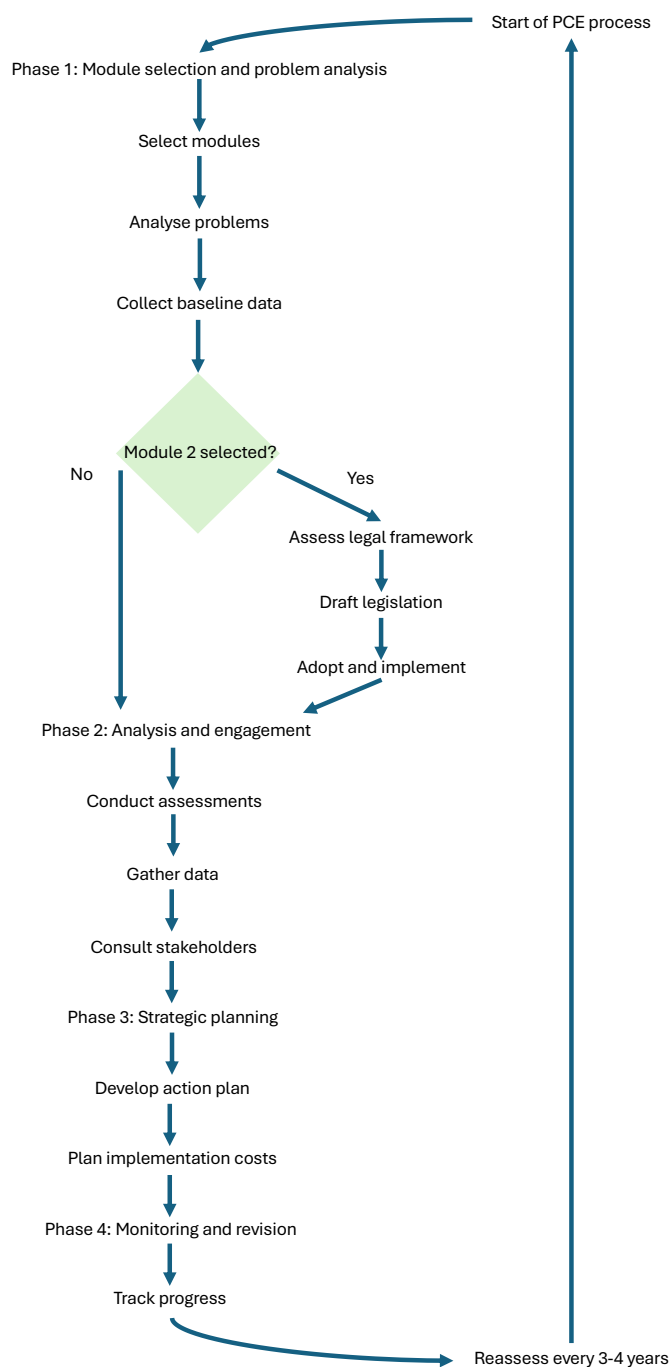 Start of PCE process
Phase 1: Module selection and problem analysis
Select modules
Analyse problems
Collect baseline data
Module 2 selected?
No
Yes
Assess legal framework
Draft legislation
Adopt and implement
Phase 2: Analysis and engagement
Conduct assessments
Gather data
Consult stakeholders
Phase 3: Strategic planning
Develop action plan
Plan implementation costs
Phase 4: Monitoring and revision
Track progress
Reassess every 3-4 years